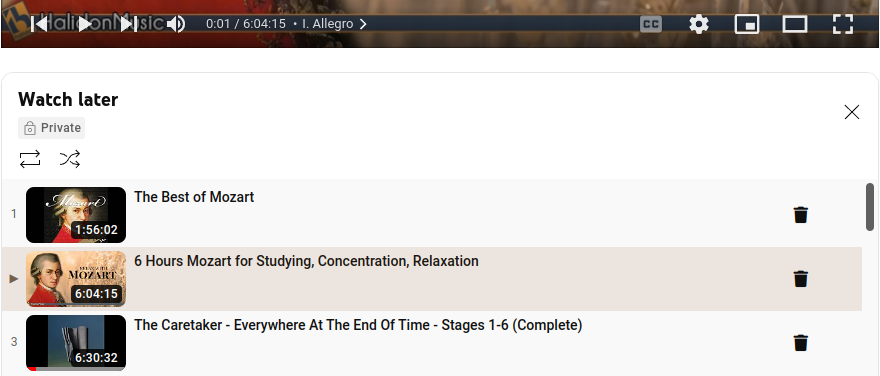 HalidonMusic
0:01 / 6:04:15 • I. Allegro
CC
Watch later
Private
1
Mozart
1:56:02
The Best of Mozart
MOZART
6:04:15
6 Hours Mozart for Studying, Concentration, Relaxation
3
6:30:32
The Caretaker - Everywhere At The End Of Time - Stages 1-6 (Complete)